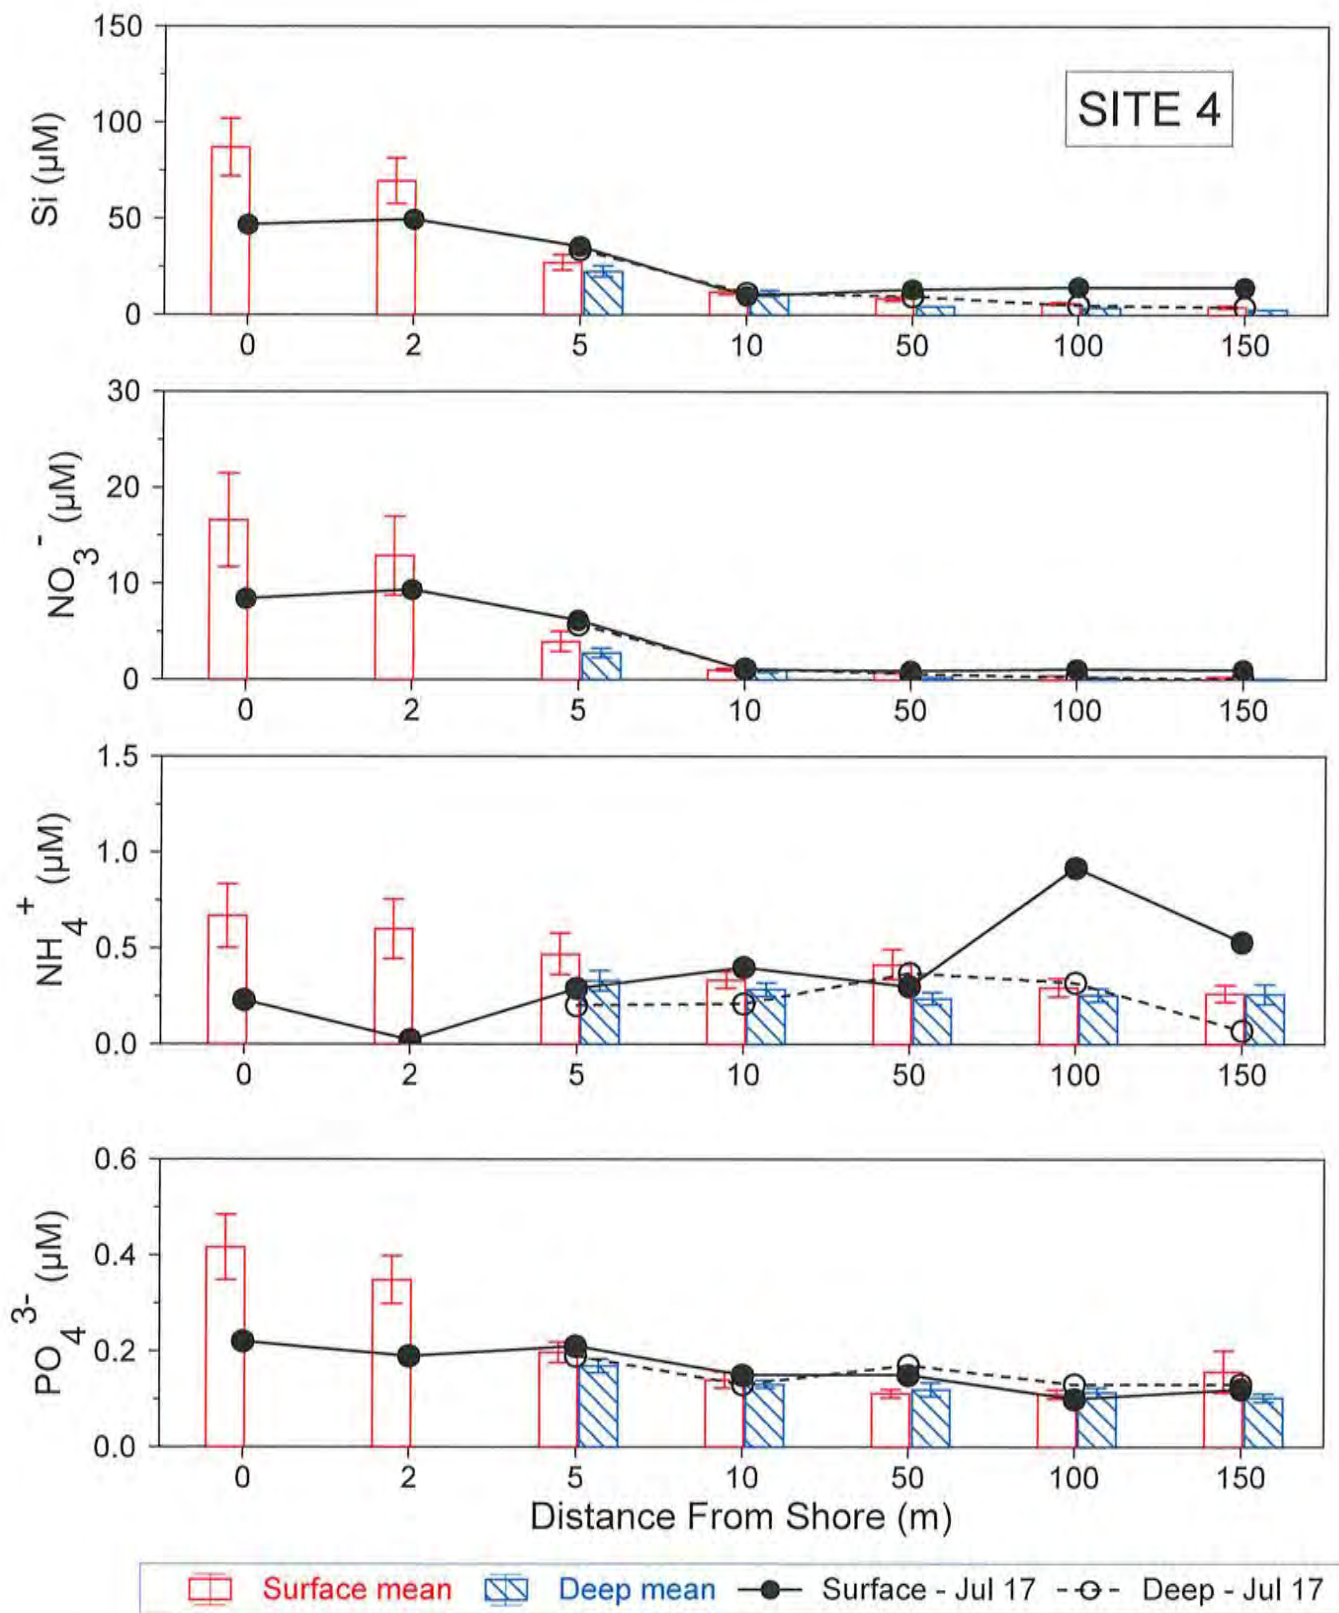 150
100
50
0
Si (µM)
SITE 4
0 2 5 10 50 100 150
30
20
10
0
NO3- (µM)
0 2 5 10 50 100 150
1.5
1.0
0.5
0.0
NH4+ (µM)
0 2 5 10 50 100 150
0.6
0.4
0.2
0.0
PO4 3- (µM)
0 2 5 10 50 100 150
Distance From Shore (m)
Surface mean Deep mean Surface - Jul 17 Deep - Jul 17